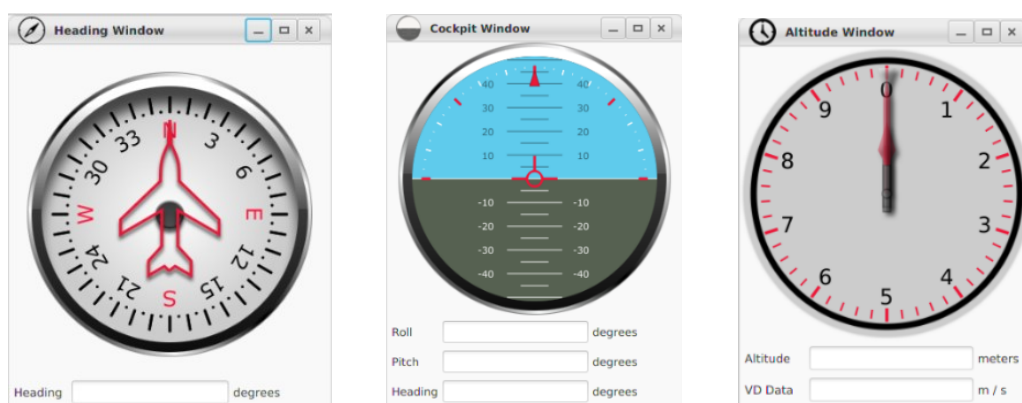 Heading Window
N
3
6
E
12
15
S
21
24
W
30
33
Heading degrees
Cockpit Window
40 40
30 30
20 20
10 10
-10 -10
-20 -20
-30 -30
-40 -40
Roll degrees
Pitch degrees
Heading degrees
Altitude Window
0
1
2
3
4
5
6
7
8
9
Altitude meters
VD Data m / s